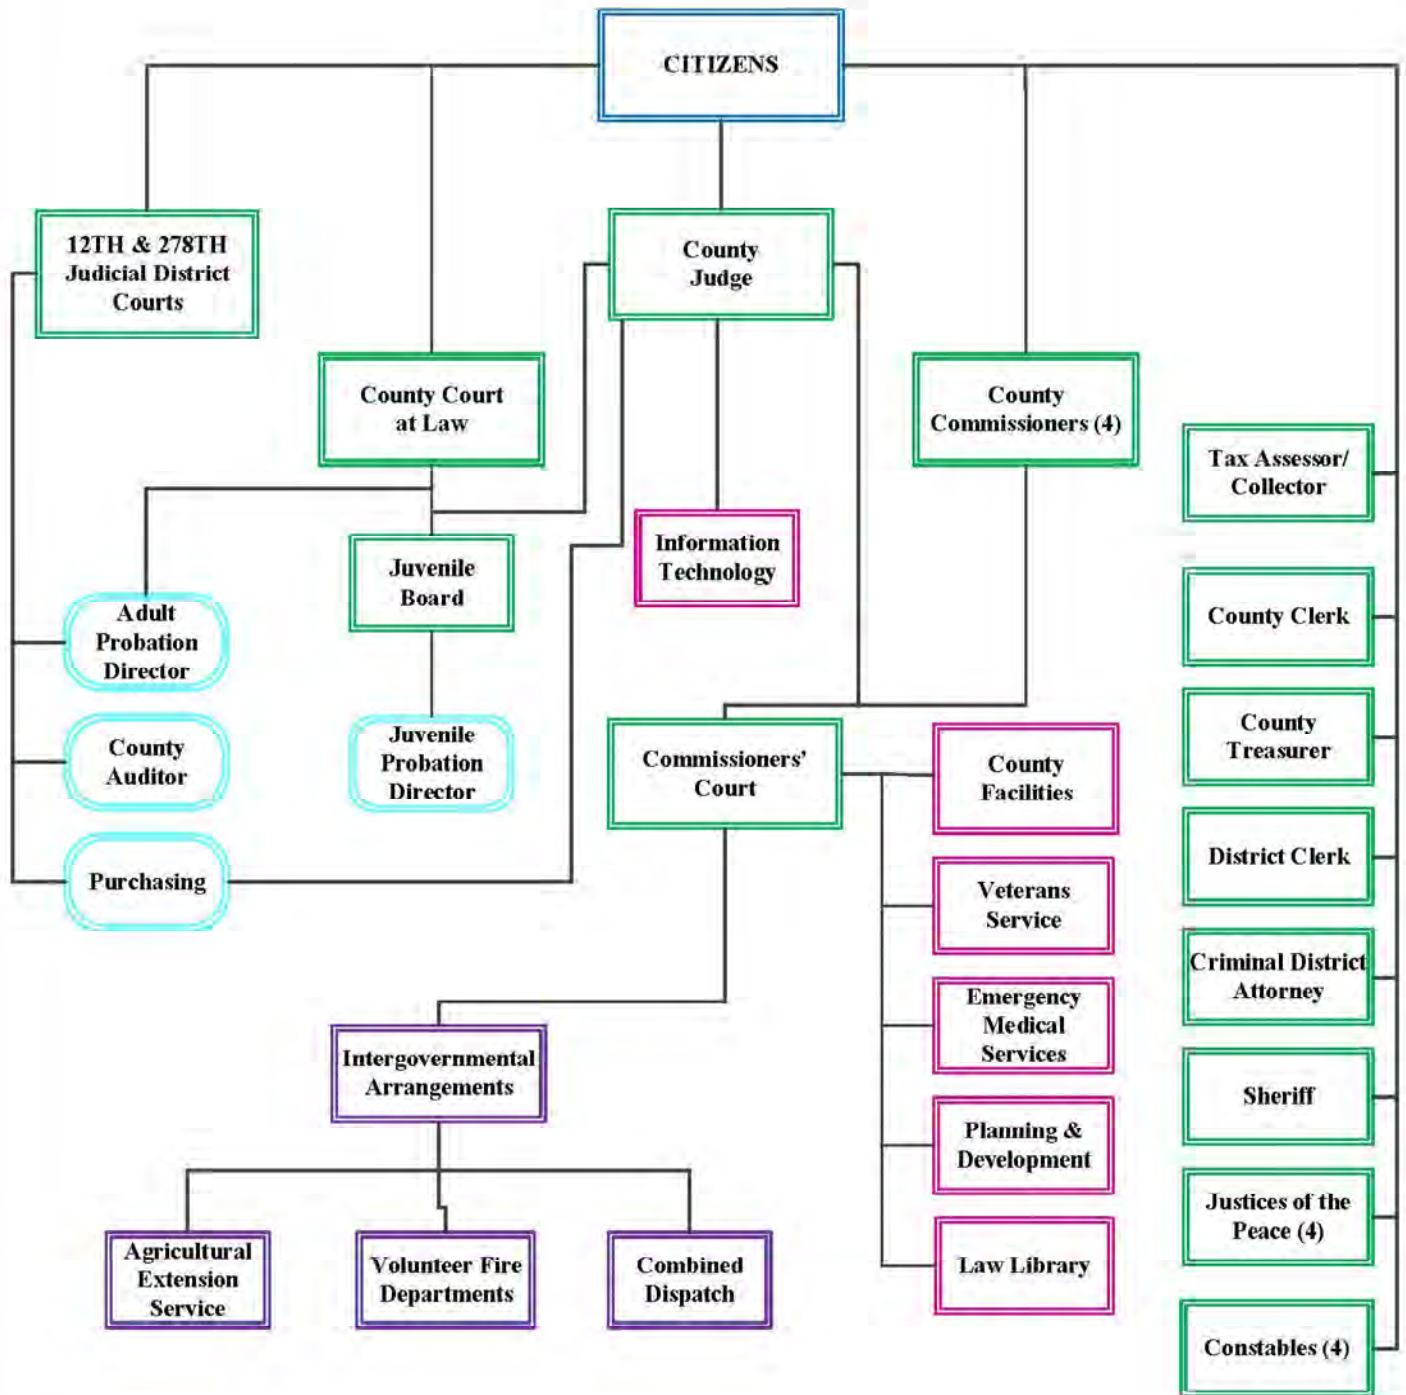 CITIZENS
12TH & 278TH
Judicial District
Courts
County
Judge
County Court
at Law
County
Commissioners (4)
Tax Assessor/
Collector
Information
Technology
Juvenile
Board
County Clerk
Adult
Probation
Director
County
Auditor
Juvenile
Probation
Director
Commissioners'
Court
County
Facilities
County
Treasurer
Purchasing
District Clerk
Veterans
Service
Criminal District
Attorney
Emergency
Medical
Services
Intergovernmental
Arrangements
Sheriff
Planning &
Development
Justices of the
Peace (4)
Agricultural
Extension
Service
Volunteer Fire
Departments
Combined
Dispatch
Law Library
Constables (4)